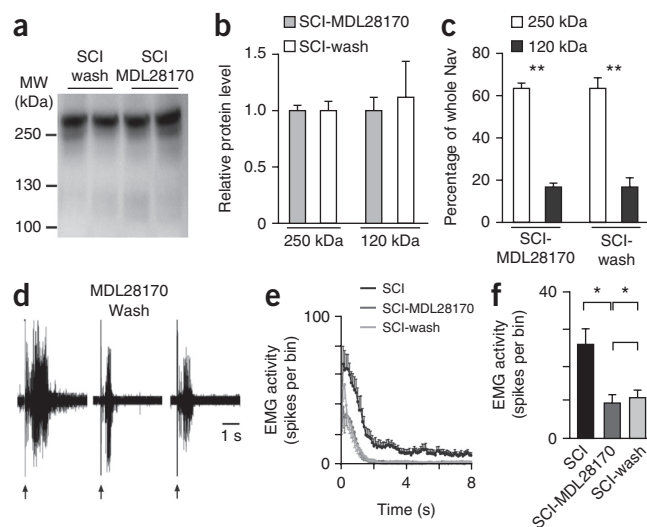 a
SCI
wash
SCI
MDL28170
MW
(kDa)
250
130
100
b
SCI-MDL28170
SCI-wash
Relative protein level
1.5
1.0
0.5
0
250 kDa
120 kDa
c
250 kDa
120 kDa
Percentage of whole Nav
80
60
40
20
0
**
**
SCI-
MDL28170
SCI-
wash
d
MDL28170
Wash
1 s
e
SCI
SCI-MDL28170
SCI-wash
EMG activity
(spikes per bin)
100
0
0
4
8
Time (s)
f
EMG activity
(spikes per bin)
40
20
0
*
*
SCI
SCI-MDL28170
SCI-wash